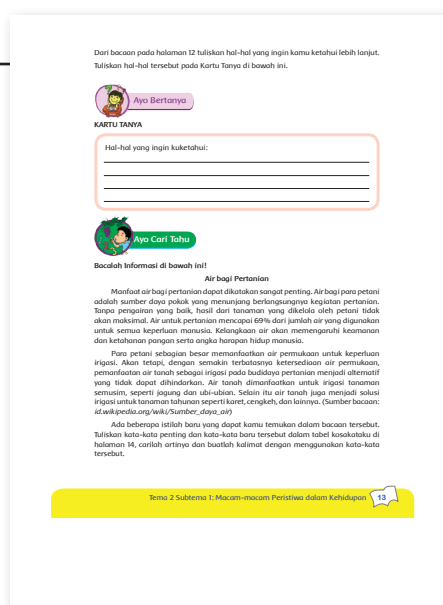 Dari bacaan pada halaman 12 tuliskan hal-hal yang ingin kamu ketahui lebih lanjut.
Tuliskan hal-hal tersebut pada Kartu Tanya di bawah ini.
Ayo Bertanya
KARTU TANYA
Hal-hal yang ingin kuketahui:
Ayo Cari Tahu
Bacalah Informasi di bawah ini!
Air bagi Pertanian
Manfaat air bagi pertanian dapat dikatakan sangat penting. Air bagi para petani
adalah sumber daya pokok yang menunjang berlangsungnya kegiatan pertanian.
Tanpa pengairan yang baik, hasil dari tanaman yang dikelola oleh petani tidak
akan maksimal. Air untuk pertanian mencapai 69% dari jumlah air yang digunakan
untuk semua keperluan manusia. Kelangkaan air akan memengaruhi keamanan
dan ketahanan pangan serta angka harapan hidup manusia.
Para petani sebagian besar memanfaatkan air permukaan untuk keperluan
irigasi. Akan tetapi, dengan semakin terbatasnya ketersediaan air permukaan,
pemanfaatan air tanah sebagai irigasi pada budidaya pertanian menjadi alternatif
yang tidak dapat dihindarkan. Air tanah dimanfaatkan untuk irigasi tanaman
semusim, seperti jagung dan ubi-ubian. Selain itu air tanah juga menjadi solusi
irigasi untuk tanaman tahunan seperti karet, cengkeh, dan lainnya. (Sumber bacaan:
id.wikipedia.org/wiki/Sumber_daya_air)
Ada beberapa istilah baru yang dapat kamu temukan dalam bacaan tersebut.
Tuliskan kata-kata penting dan kata-kata baru tersebut dalam tabel kosakataku di
halaman 14, carilah artinya dan buatlah kalimat dengan menggunakan kata-kata
tersebut.
Tema 2 Subtema 1: Macam-macam Peristiwa dalam Kehidupan
13